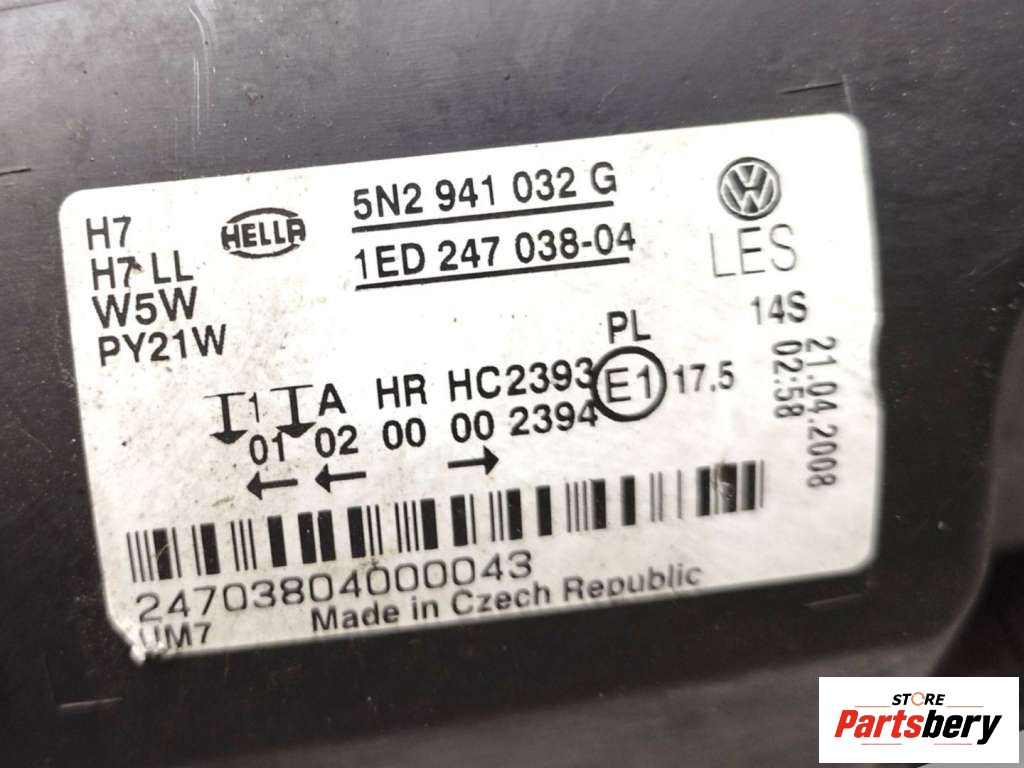 H7
H7 LL
W5W
PY21W
HELLA
5N2 941 032 G
1ED 247 038-04
LES
14S
02:58
21.04.2008
PL
1 A HR HC2393 E1 17,5
01 02 00 00 2394
24703804000043
UM7
Made in Czech Republic
STORE
Partsbery